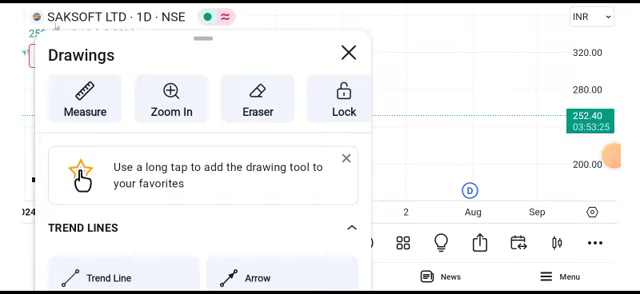 SAKSOFT LTD · 1D · NSE
INR
Drawings
Measure
Zoom In
Eraser
Lock
Use a long tap to add the drawing tool to
your favorites
TREND LINES
Trend Line
Arrow
320.00
280.00
252.40
03:53:25
200.00
D
2
Aug
Sep
News
Menu